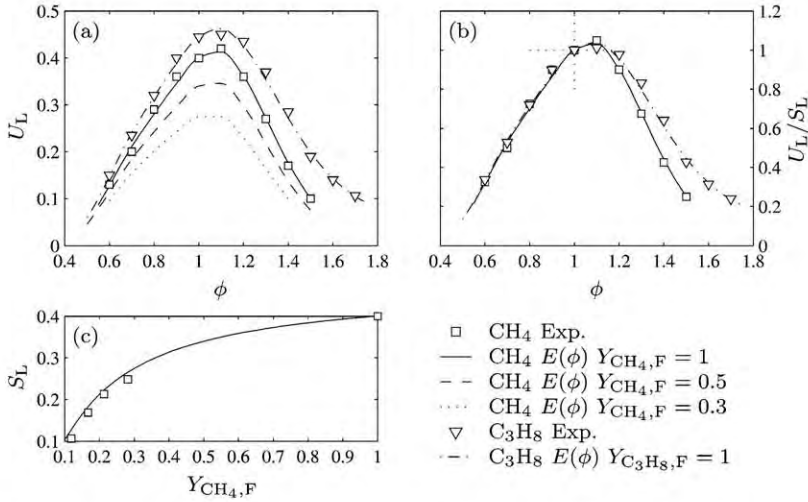 (a)
0.5
0.4
0.3
0.2
0.1
0
U_L
0.4 0.6 0.8 1 1.2 1.4 1.6 1.8
ϕ
(b)
1.2
1.0
0.8
0.6
0.4
0.2
0
U_L/S_L
0.4 0.6 0.8 1 1.2 1.4 1.6 1.8
ϕ
(c)
0.4
0.3
0.2
0.1
S_L
0.1 0.2 0.3 0.4 0.5 0.6 0.7 0.8 0.9 1
Y_CH₄,F
CH₄ Exp.
CH₄ E(ϕ) Y_CH₄,F = 1
CH₄ E(ϕ) Y_CH₄,F = 0.5
CH₄ E(ϕ) Y_CH₄,F = 0.3
C₃H₈ Exp.
C₃H₈ E(ϕ) Y_C₃H₈,F = 1